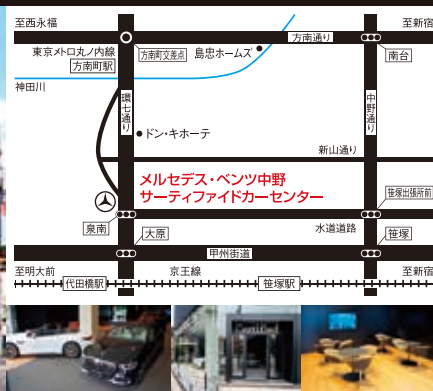 至西永福
至新宿
方南通り
東京メトロ丸ノ内線
方南町駅
方南町交差点
島忠ホームズ
南台
神田川
環七通り
中野通り
ドン・キホーテ
新山通り
メルセデス・ベンツ中野
サーティファイドカーセンター
笹塚出張所前
泉南
大原
水道道路
笹塚
甲州街道
至明大前
代田橋駅
京王線
笹塚駅
至新宿